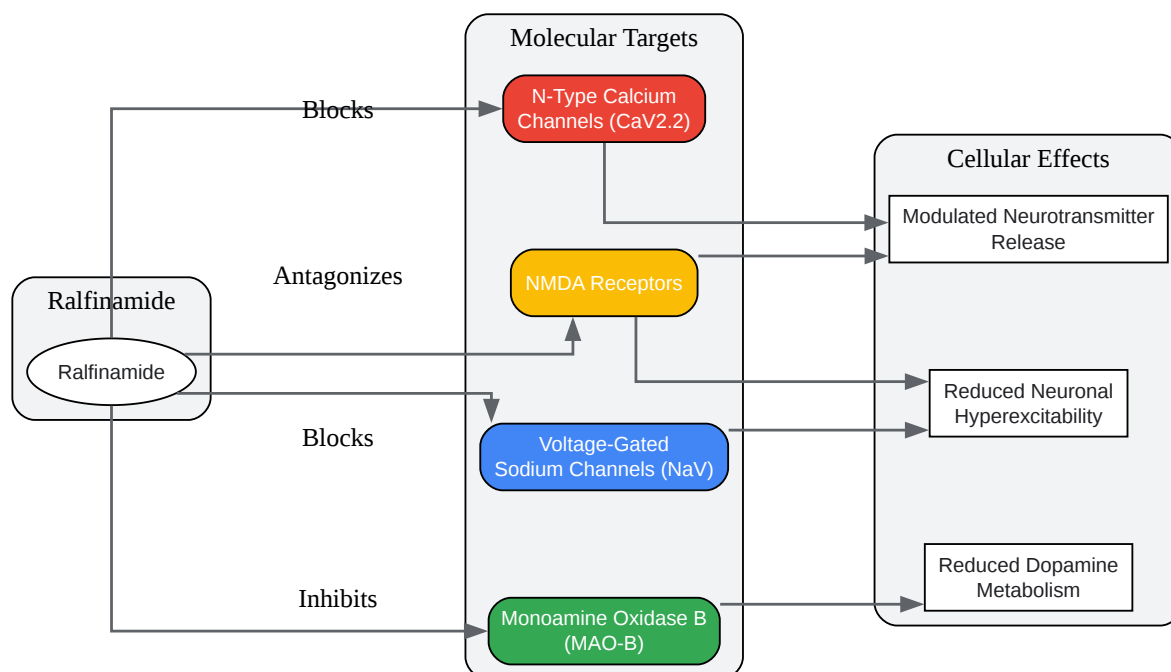 Molecular Targets
Blocks
N-Type Calcium
Channels (CaV2.2)
Cellular Effects
Modulated Neurotransmitter
Release
Antagonizes
NMDA Receptors
Ralfinamide
Ralfinamide
Reduced Neuronal
Hyperexcitability
Blocks
Voltage-Gated
Sodium Channels (NaV)
Reduced Dopamine
Metabolism
Inhibits
Monoamine Oxidase B
(MAO-B)